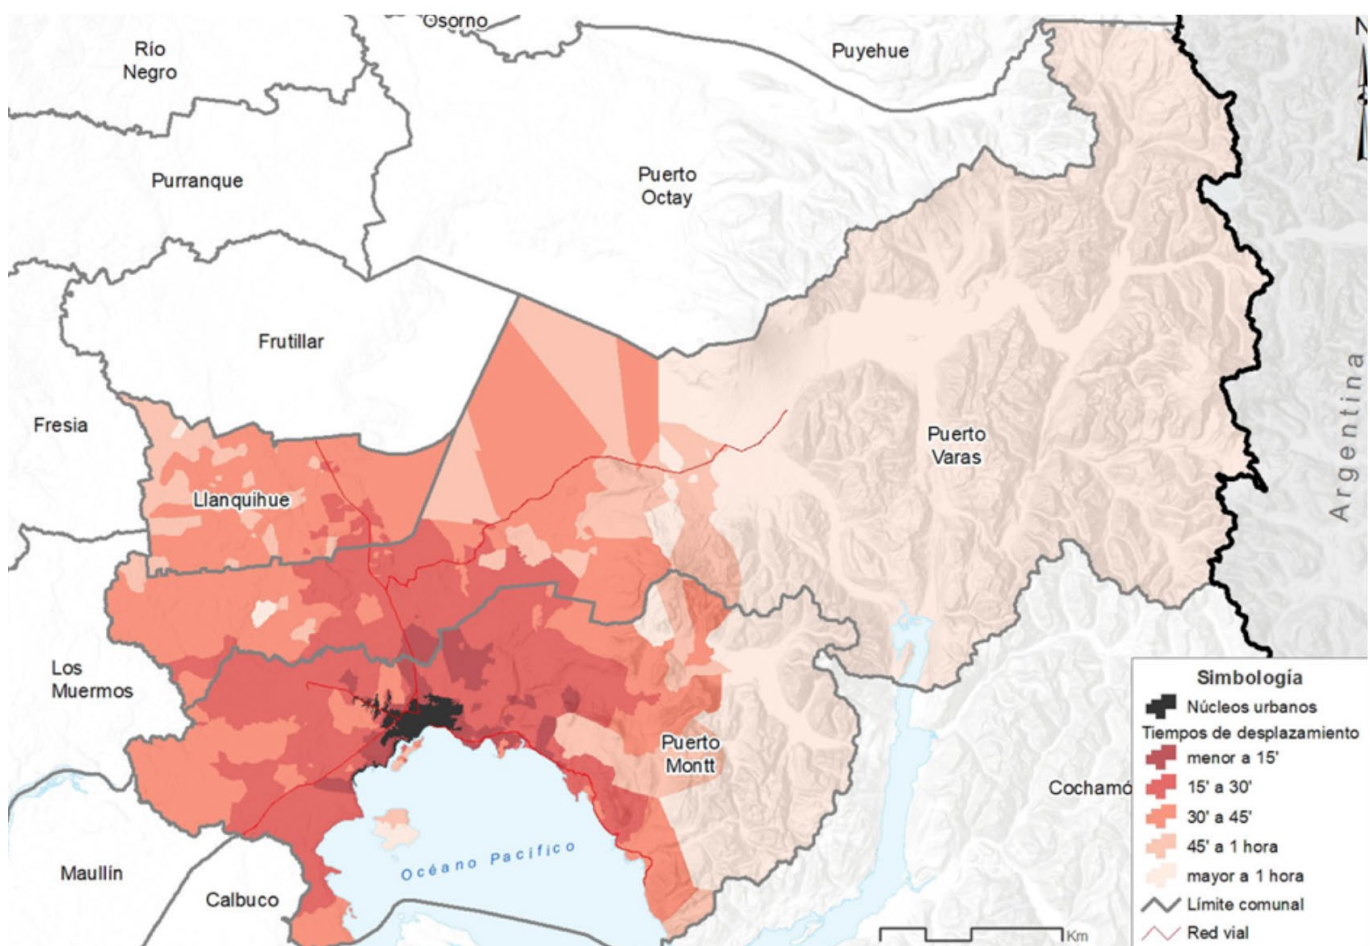 Osorno
Río
Negro
Puyehue
Purranque
Puerto
Octay
Frutillar
Fresia
Puerto
Varas
Argentina
Llanquihue
Los
Muermos
Puerto
Montt
Cochamó
Océano Pacífico
Maullín
Calbuco
Simbología
Núcleos urbanos
Tiempos de desplazamiento
menor a 15'
15' a 30'
30' a 45'
45' a 1 hora
mayor a 1 hora
Límite comunal
Red vial
Km